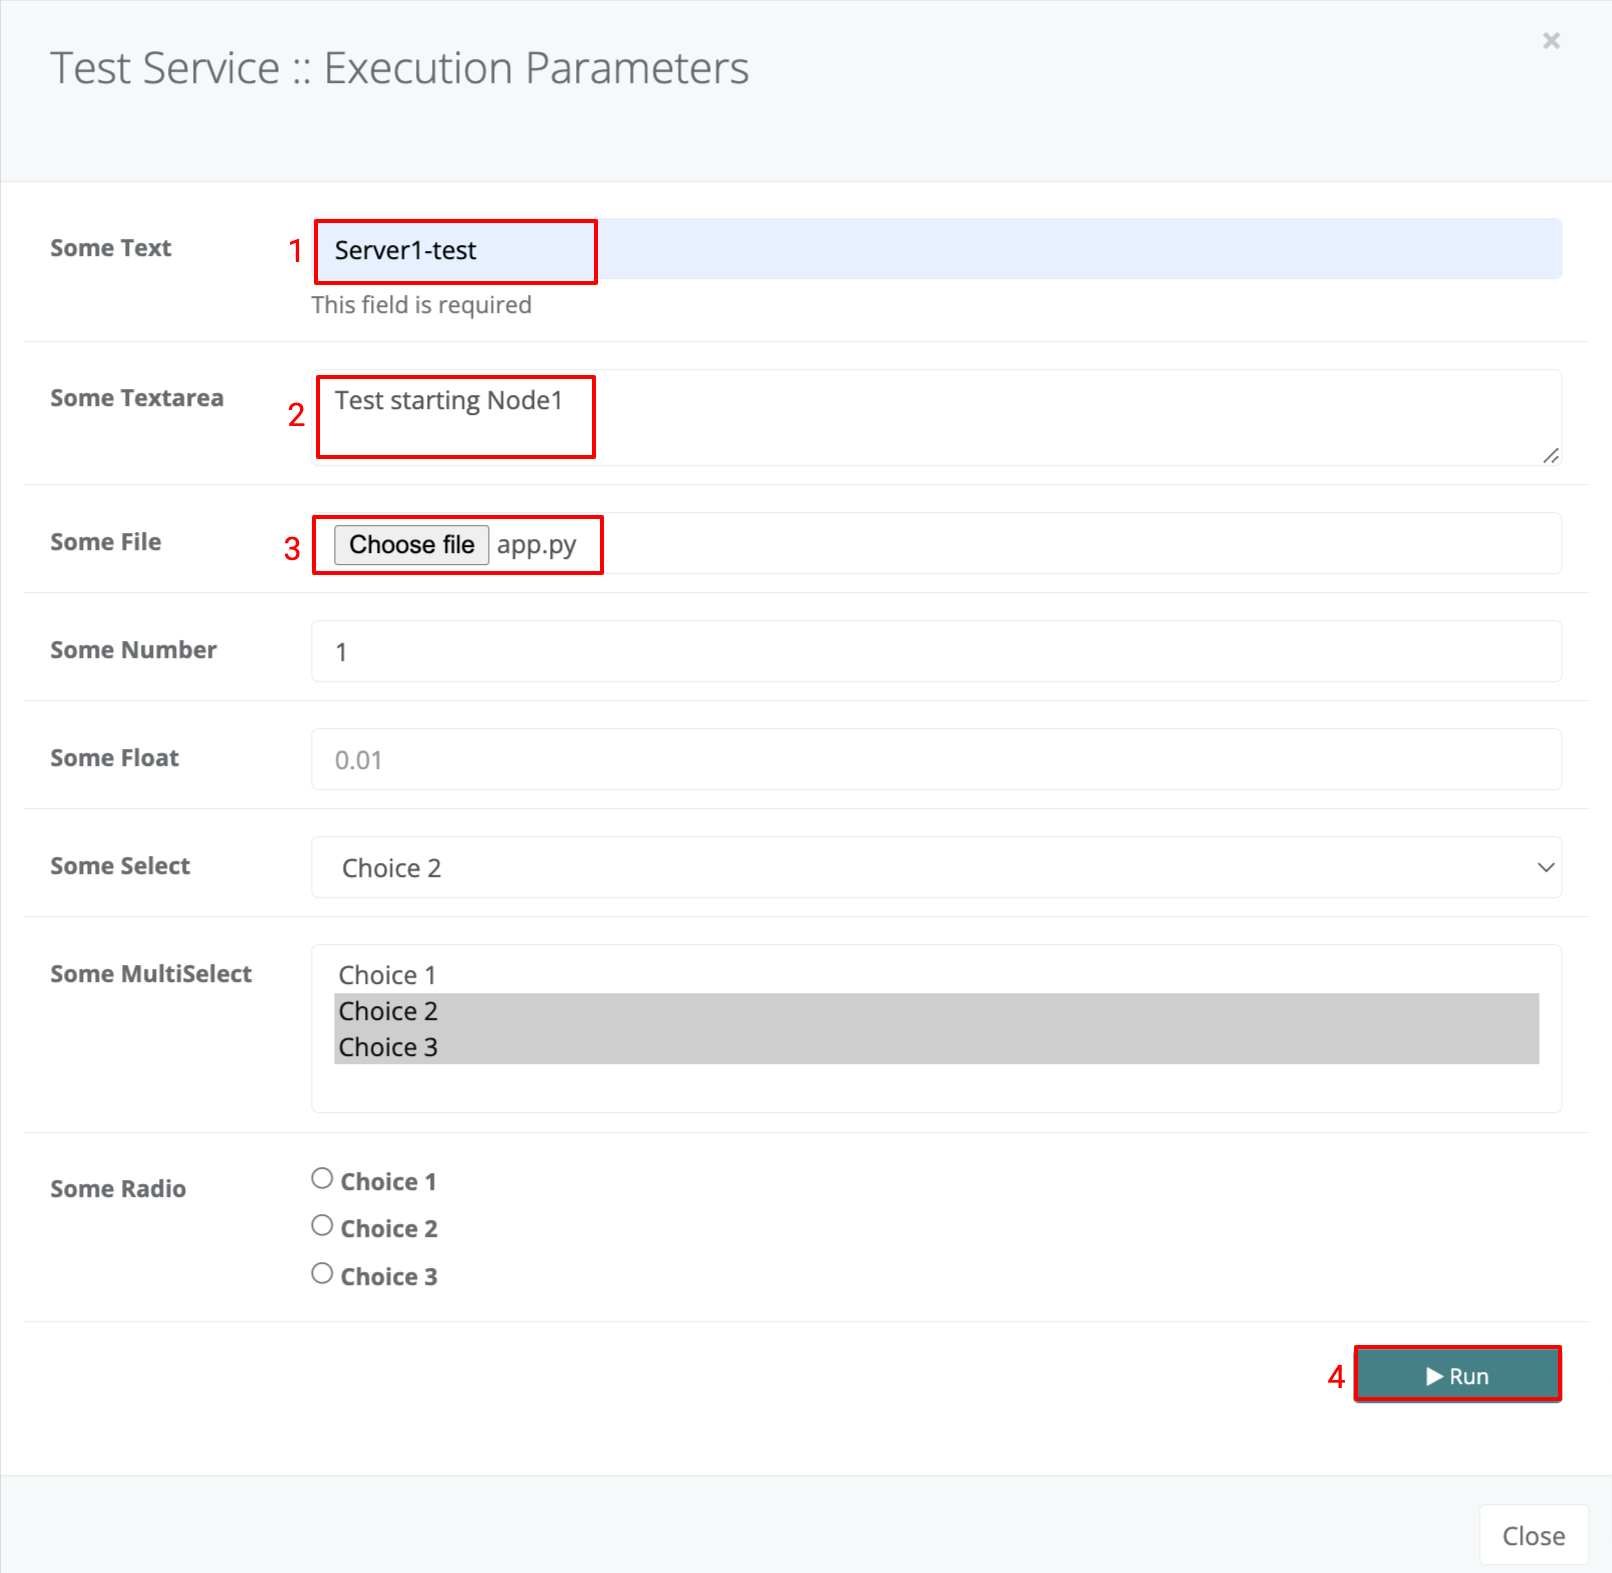 Test Service :: Execution Parameters
×
Some Text
1
Server1-test
This field is required
Some Textarea
2
Test starting Node1
Some File
3
Choose file app.py
Some Number
1
Some Float
0.01
Some Select
Choice 2
Some MultiSelect
Choice 1
Choice 2
Choice 3
Some Radio
Choice 1
Choice 2
Choice 3
4
Run
Close